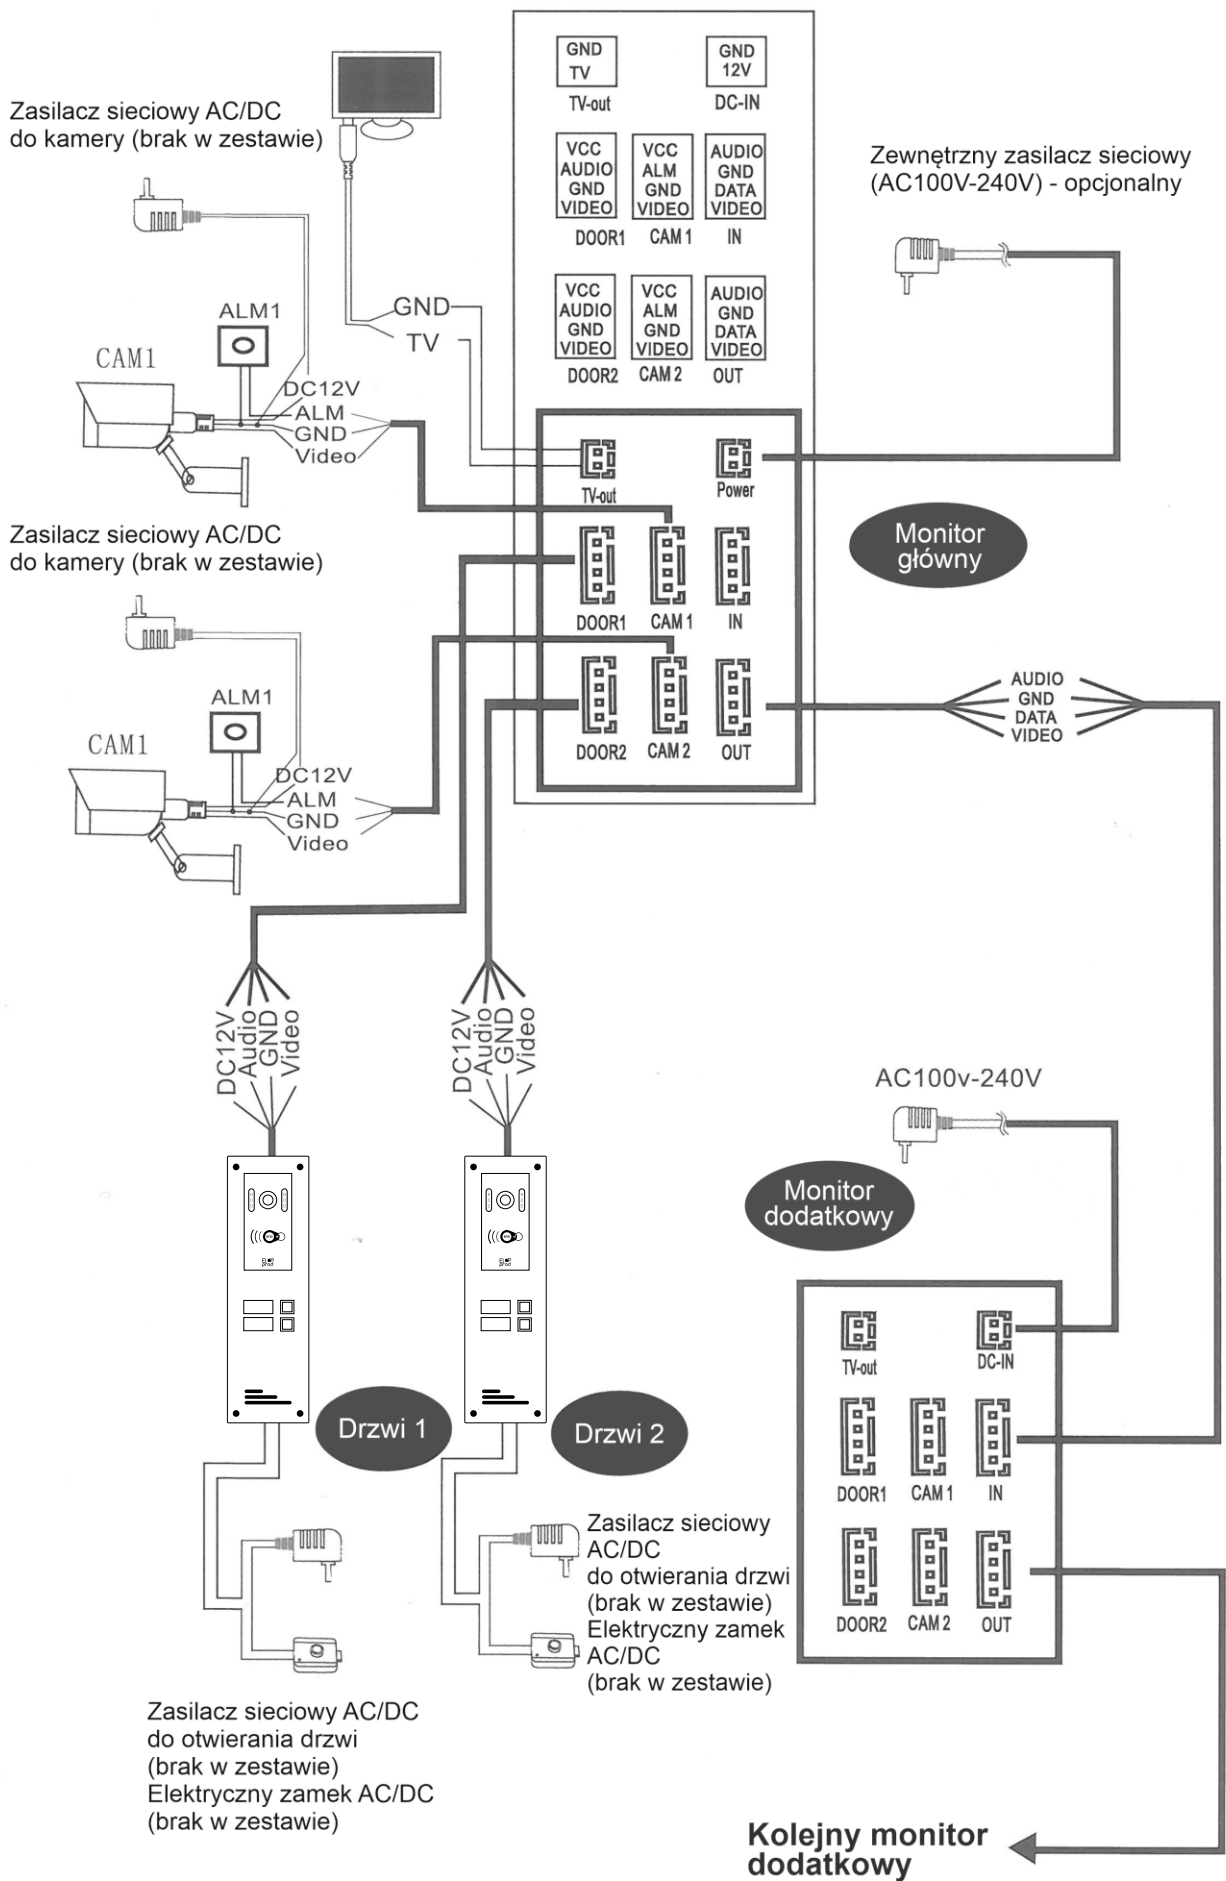 GND
TV
TV-out
GND
12V
DC-IN
Zasilacz sieciowy AC/DC
do kamery (brak w zestawie)
VCC
AUDIO
GND
VIDEO
DOOR1
VCC
ALM
GND
VIDEO
CAM 1
AUDIO
GND
DATA
VIDEO
IN
Zewnętrzny zasilacz sieciowy
(AC100V-240V) - opcjonalny
VCC
AUDIO
GND
VIDEO
DOOR2
VCC
ALM
GND
VIDEO
CAM 2
AUDIO
GND
DATA
VIDEO
OUT
GND
TV
ALM1
CAM1
DC12V
ALM
GND
Video
TV-out
Power
Monitor
główny
Zasilacz sieciowy AC/DC
do kamery (brak w zestawie)
DOOR1
CAM 1
IN
DOOR2
CAM 2
OUT
AUDIO
GND
DATA
VIDEO
ALM1
CAM1
DC12V
ALM
GND
Video
DC12V
Audio
GND
Video
DC12V
Audio
GND
Video
AC100v-240V
Monitor
dodatkowy
TV-out
DC-IN
DOOR1
CAM 1
IN
DOOR2
CAM 2
OUT
Drzwi 1
Drzwi 2
Zasilacz sieciowy
AC/DC
do otwierania drzwi
(brak w zestawie)
Elektryczny zamek
AC/DC
(brak w zestawie)
Zasilacz sieciowy AC/DC
do otwierania drzwi
(brak w zestawie)
Elektryczny zamek AC/DC
(brak w zestawie)
Kolejny monitor
dodatkowy